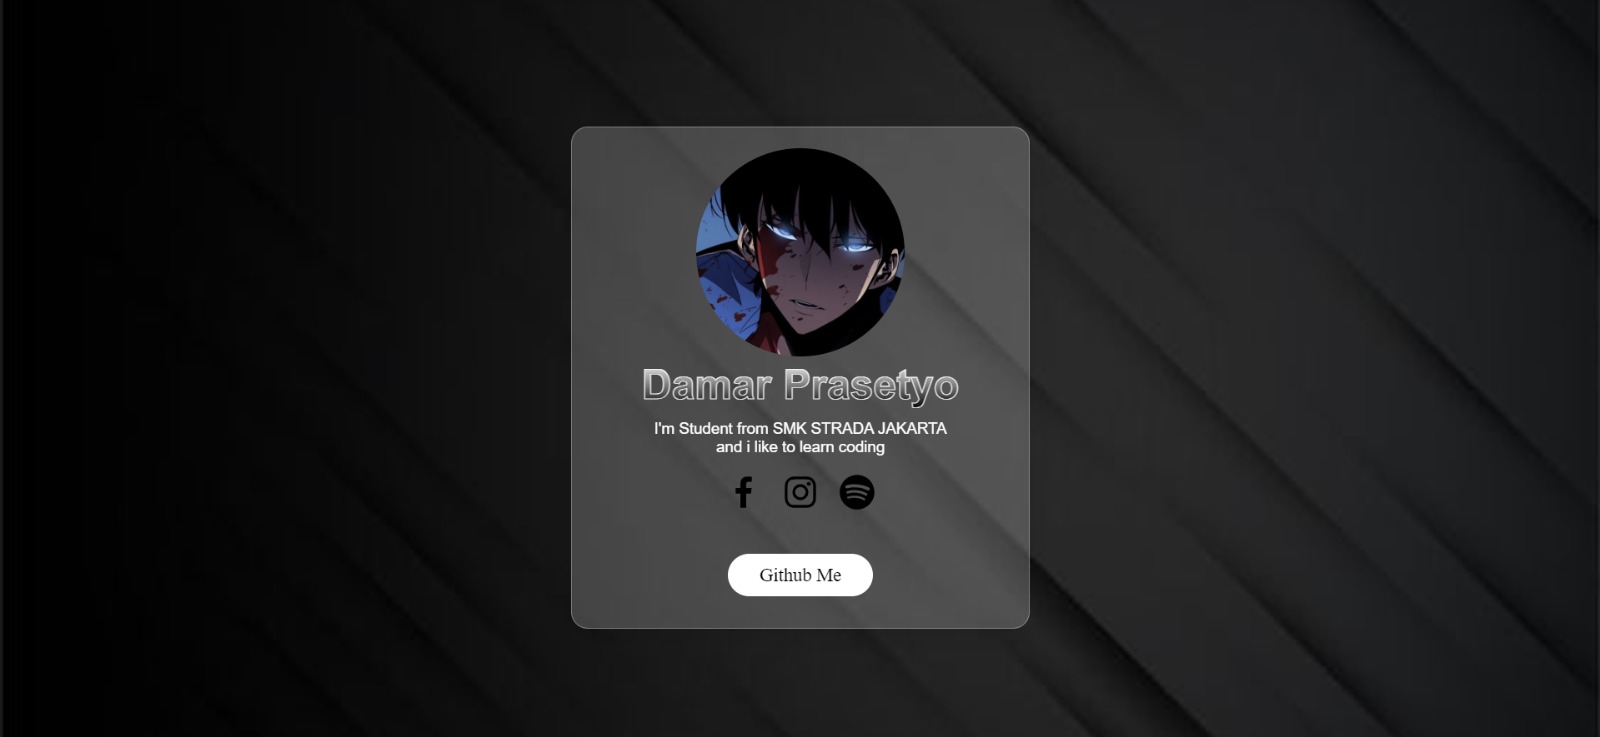 Damar Prasetyo
I'm Student from SMK STRADA JAKARTA
and i like to learn coding
Github Me